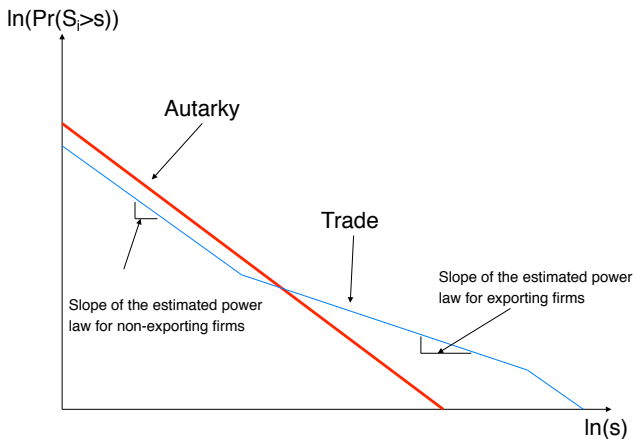 ln(Pr(Si>s))
Autarky
Trade
Slope of the estimated power
law for exporting firms
Slope of the estimated power
law for non-exporting firms
ln(s)